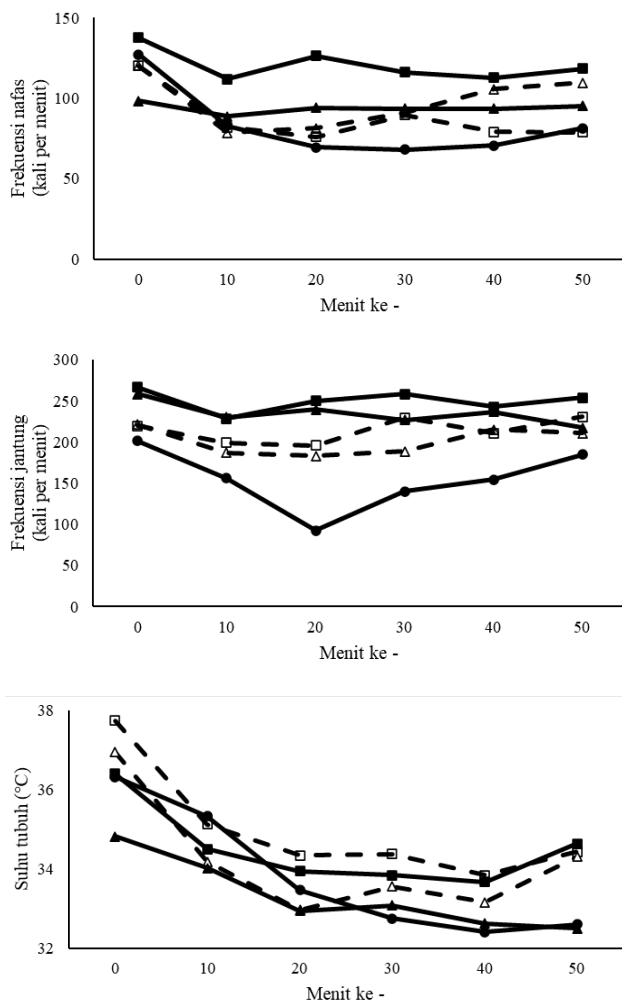 Frekuensi nafas
(kali per menit)
150
100
50
0
0 10 20 30 40 50
Menit ke -
Frekuensi jantung
(kali per menit)
300
250
200
150
100
50
0
0 10 20 30 40 50
Menit ke -
Suhu tubuh (°C)
38
36
34
32
0 10 20 30 40 50
Menit ke -